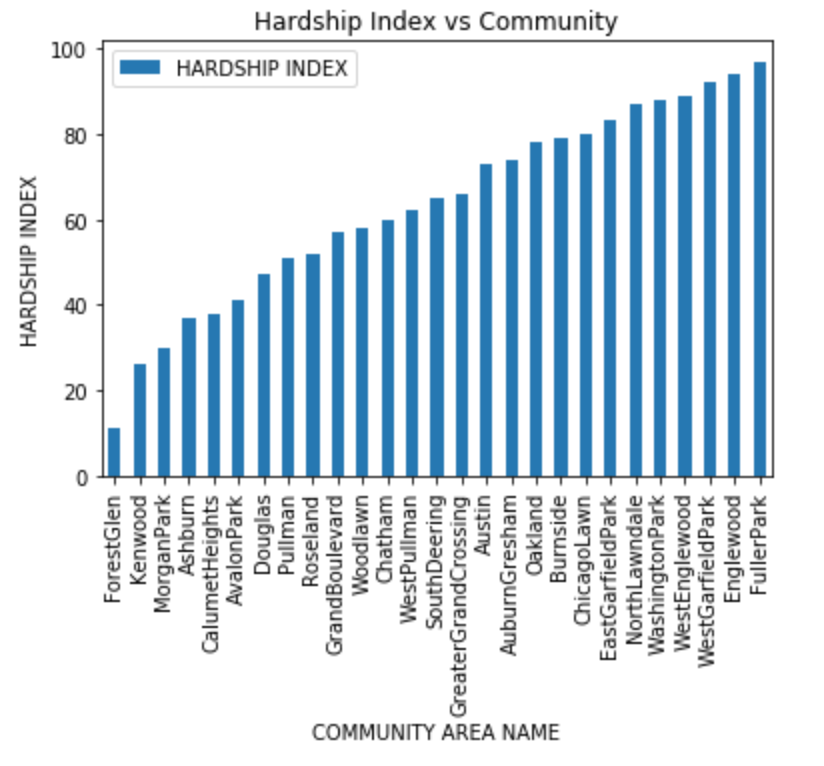 Hardship Index vs Community
HARDSHIP INDEX
HARDSHIP INDEX
100
80
60
40
20
0
ForestGlen
Kenwood
MorganPark
Ashburn
CalumetHeights
AvalonPark
Douglas
Pullman
Roseland
GrandBoulevard
Woodlawn
Chatham
WestPullman
SouthDeering
GreaterGrandCrossing
Austin
AuburnGresham
Oakland
Burnside
ChicagoLawn
EastGarfieldPark
NorthLawndale
WashingtonPark
WestEnglewood
WestGarfieldPark
Englewood
FullerPark
COMMUNITY AREA NAME